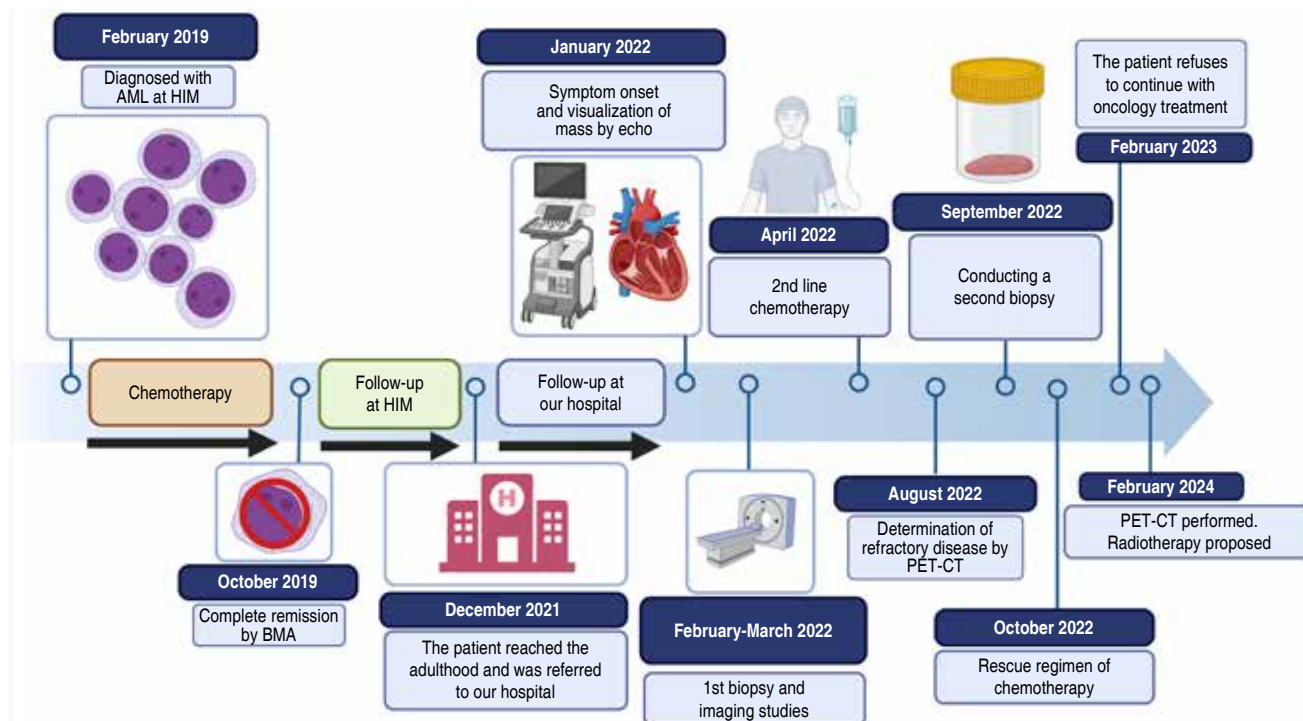 February 2019
Diagnosed with
AML at HIM
Chemotherapy
October 2019
Complete remission
by BMA
Follow-up
at HIM
H
December 2021
The patient reached the
adulthood and was referred
to our hospital
Follow-up at
our hospital
January 2022
Symptom onset
and visualization of
mass by echo
February-March 2022
1st biopsy and
imaging studies
April 2022
2nd line
chemotherapy
August 2022
Determination of
refractory disease by
PET-CT
September 2022
Conducting a
second biopsy
October 2022
Rescue regimen of
chemotherapy
The patient refuses
to continue with
oncology treatment
February 2023
February 2024
PET-CT performed.
Radiotherapy proposed